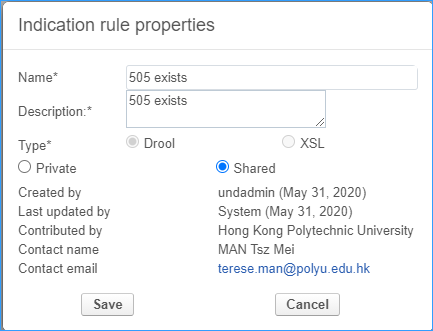 Indication rule properties
Name* 505 exists
Description:* 505 exists
Type* Drool XSL
Private Shared
Created by undadmin (May 31, 2020)
Last updated by System (May 31, 2020)
Contributed by Hong Kong Polytechnic University
Contact name MAN Tsz Mei
Contact email terese.man@polyu.edu.hk
Save Cancel